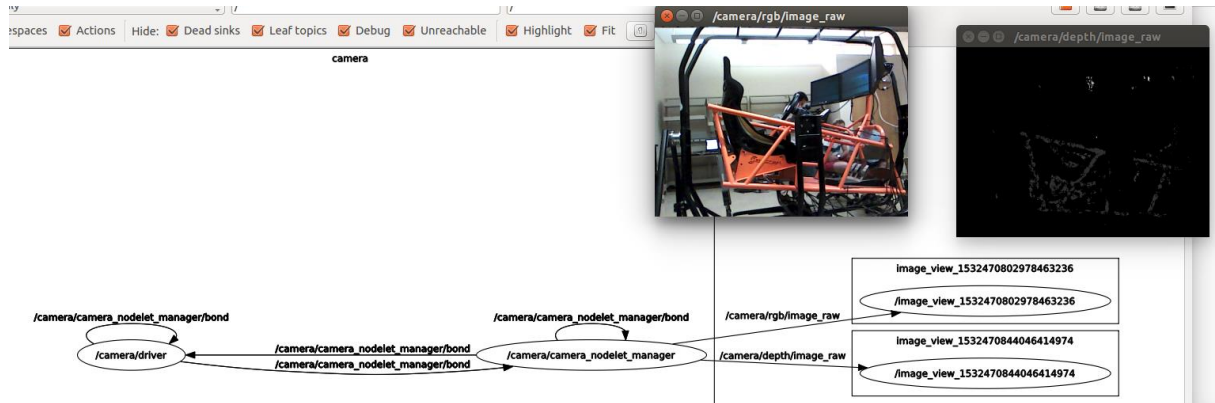 /
/
espaces Actions Hide: Dead sinks Leaf topics Debug Unreachable Highlight Fit
/camera/rgb/image_raw
/camera/depth/image_raw
camera
image_view_1532470802978463236
/image_view_1532470802978463236
/camera/rgb/image_raw
/camera/camera_nodelet_manager/bond
/camera/camera_nodelet_manager/bond
image_view_1532470844046414974
/camera/driver
/camera/camera_nodelet_manager/bond
/camera/camera_nodelet_manager
/camera/depth/image_raw
/camera/camera_nodelet_manager/bond
/image_view_1532470844046414974